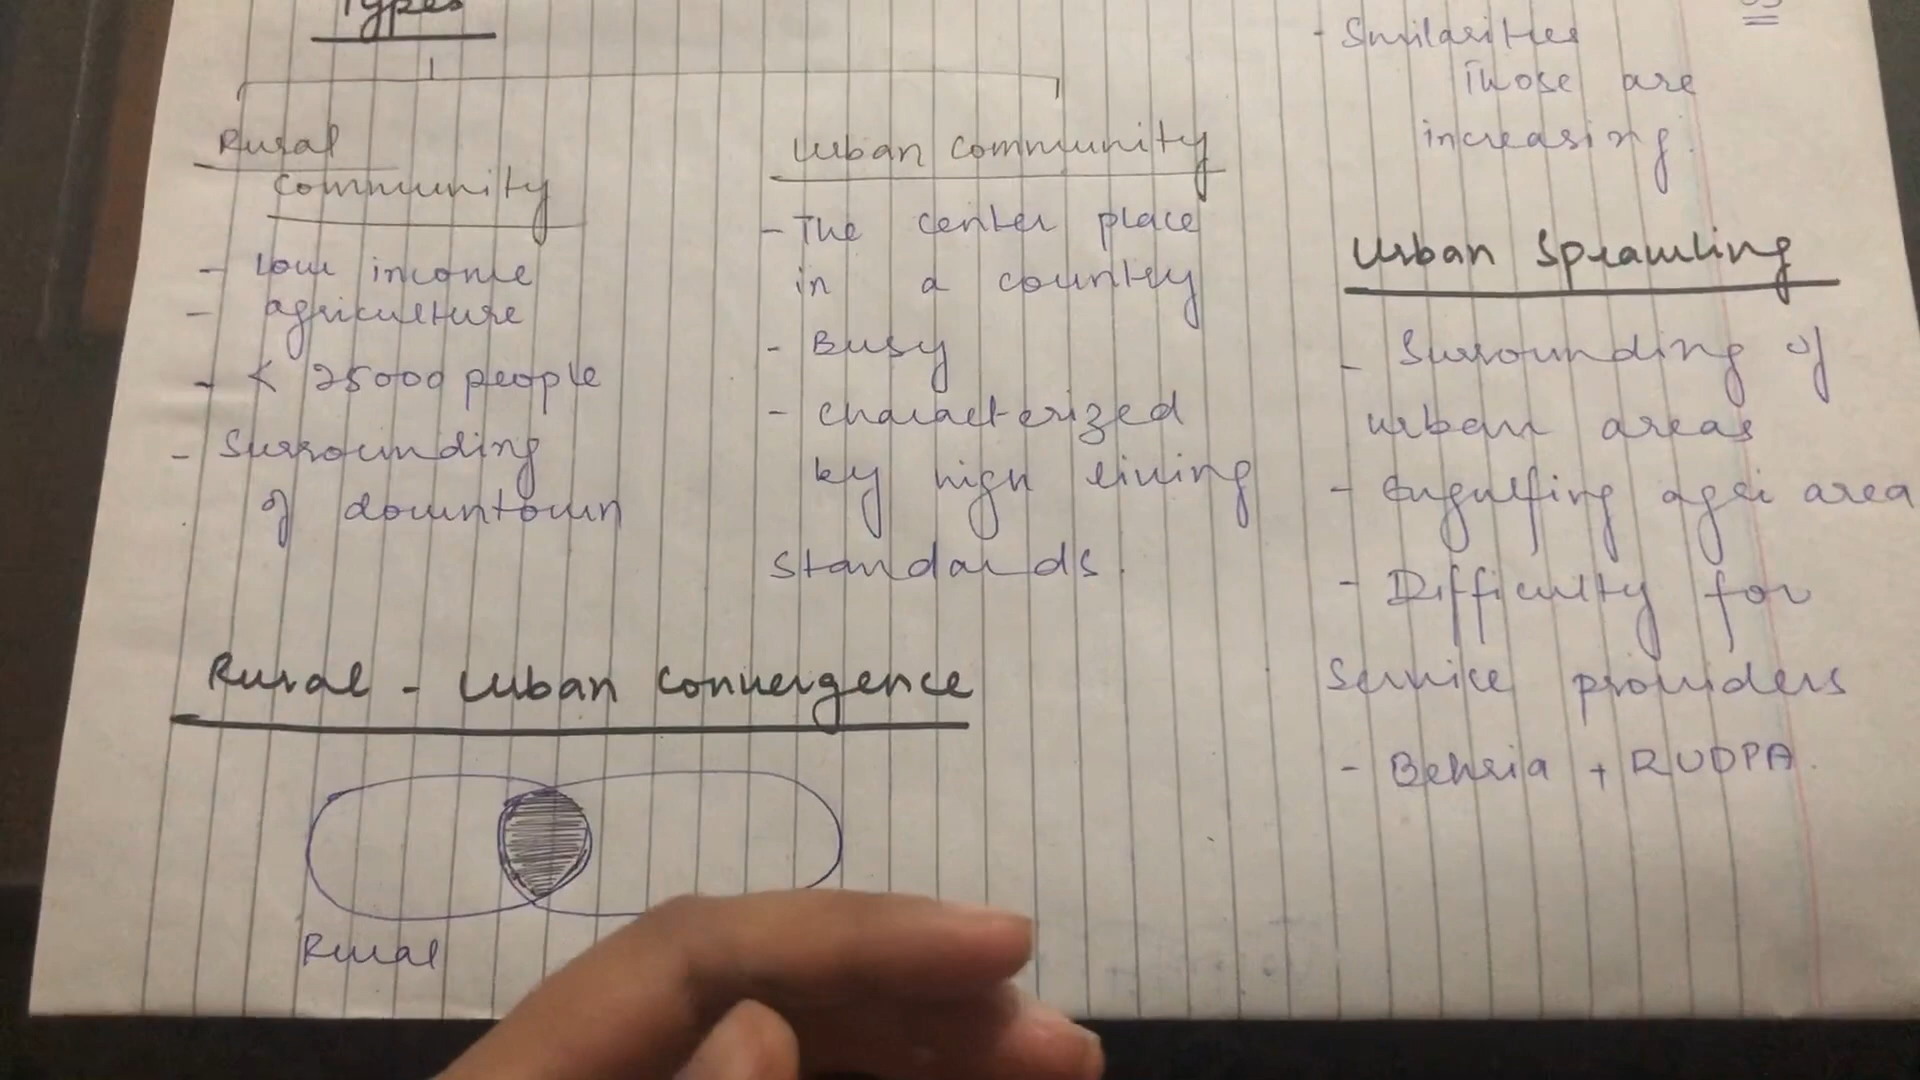 Types
Rural
Community
- low income
- agriculture
- < 25000 people
- Surrounding
of downtown
Urban Community
- The center place
in a country
- Busy
- characterized
by high living
standards.
Rural - Urban Convergence
Rural
- Similarities
Those are
increasing.
Urban Sprawling
- Surrounding of
urban areas
- Engulfing agri area
- Difficulty for
Service providers
- Behria + RUDPA.